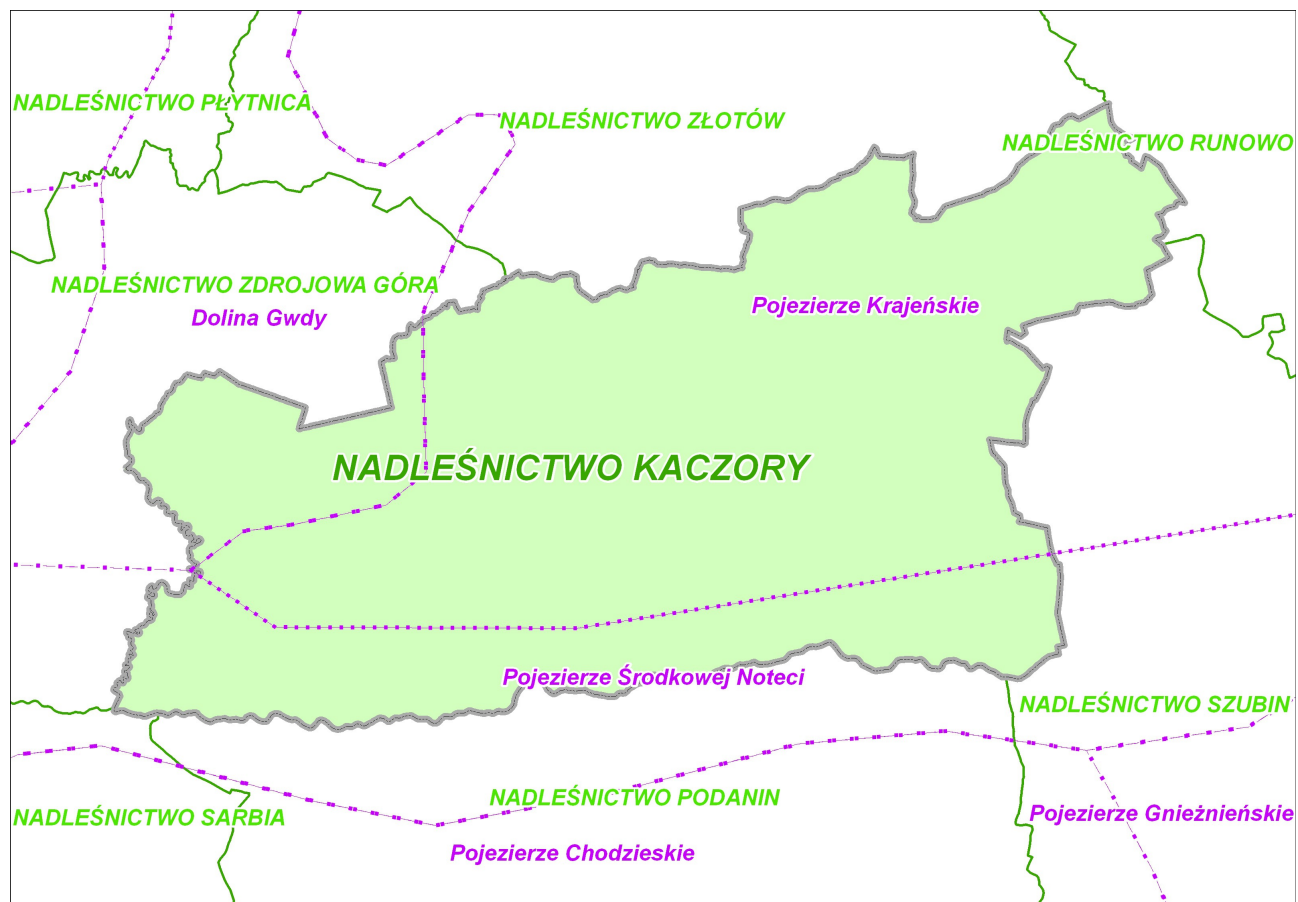 NADLEŚNICTWO PŁYTNICA
NADLEŚNICTWO ZŁOTÓW
NADLEŚNICTWO RUNOWO
NADLEŚNICTWO ZDROJOWA GÓRA
Dolina Gwdy
Pojezierze Krajeńskie
NADLEŚNICTWO KACZORY
Pojezierze Środkowej Noteci
NADLEŚNICTWO SZUBIN
NADLEŚNICTWO PODANIN
NADLEŚNICTWO SARBIA
Pojezierze Gnieżnieńskie
Pojezierze Chodzieskie